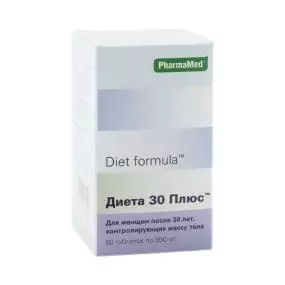 PharmaMed®
Diet formula™
Диета 30 Плюс™
Для женщин после 30 лет,
контролирующих массу тела
60 таблеток по 950 мг